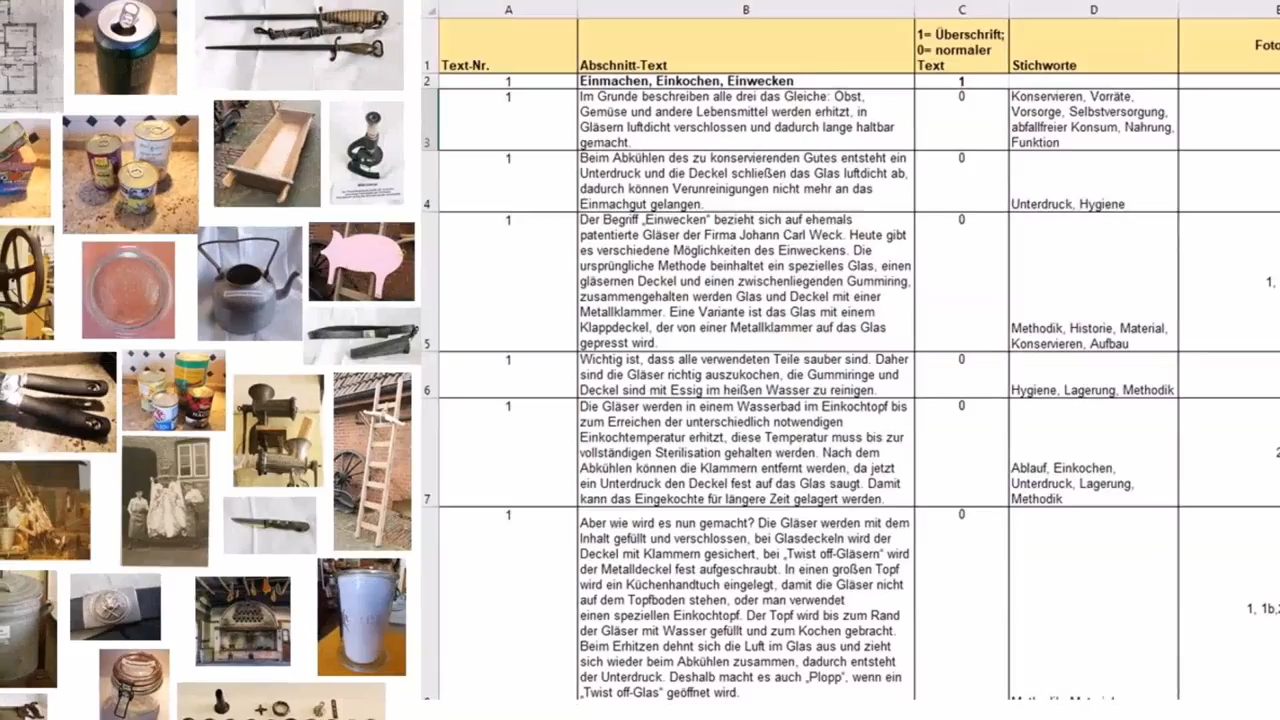 A
B
C
D
1
Text-Nr.
Abschnitt-Text
1= Überschrift;
0= normaler
Text
Stichworte
2
1
Einmachen, Einkochen, Einwecken
1
3
1
Im Grunde beschreiben alle drei das Gleiche: Obst,
Gemüse und andere Lebensmittel werden erhitzt, in
Gläsern luftdicht verschlossen und dadurch lange haltbar
gemacht.
0
Konservieren, Vorräte,
Vorsorge, Selbstversorgung,
abfallfreier Konsum, Nahrung,
Funktion
4
1
Beim Abkühlen des zu konservierenden Gutes entsteht ein
Unterdruck und die Deckel schließen das Glas luftdicht ab,
dadurch können Verunreinigungen nicht mehr an das
Einmachgut gelangen.
0
Unterdruck, Hygiene
5
1
Der Begriff „Einwecken“ bezieht sich auf ehemals
patentierte Gläser der Firma Johann Carl Weck. Heute gibt
es verschiedene Möglichkeiten des Einweckens. Die
ursprüngliche Methode beinhaltet ein spezielles Glas, einen
gläsernen Deckel und einen zwischenliegenden Gummiring,
zusammengehalten werden Glas und Deckel mit einer
Metallklammer. Eine Variante ist das Glas mit einem
Klappdeckel, der von einer Metallklammer auf das Glas
gepresst wird.
0
Methodik, Historie, Material,
Konservieren, Aufbau
1,
6
1
Wichtig ist, dass alle verwendeten Teile sauber sind. Daher
sind die Gläser richtig auszukochen, die Gummiringe und
Deckel sind mit Essig im heißen Wasser zu reinigen.
0
Hygiene, Lagerung, Methodik
7
1
Die Gläser werden in einem Wasserbad im Einkochtopf bis
zum Erreichen der unterschiedlich notwendigen
Einkochtemperatur erhitzt, diese Temperatur muss bis zur
vollständigen Sterilisation gehalten werden. Nach dem
Abkühlen können die Klammern entfernt werden, da jetzt
ein Unterdruck den Deckel fest auf das Glas saugt. Damit
kann das Eingekochte für längere Zeit gelagert werden.
0
Ablauf, Einkochen,
Unterdruck, Lagerung,
Methodik
1
Aber wie wird es nun gemacht? Die Gläser werden mit dem
Inhalt gefüllt und verschlossen, bei Glasdeckeln wird der
Deckel mit Klammern gesichert, bei „Twist off-Gläsern“ wird
der Metalldeckel fest aufgeschraubt. In einen großen Topf
wird ein Küchenhandtuch eingelegt, damit die Gläser nicht
auf dem Topfboden stehen, oder man verwendet
einen speziellen Einkochtopf. Der Topf wird bis zum Rand
der Gläser mit Wasser gefüllt und zum Kochen gebracht.
Beim Erhitzen dehnt sich die Luft im Glas aus und zieht
sich wieder beim Abkühlen zusammen, dadurch entsteht
der Unterdruck. Deshalb macht es auch „Plopp“, wenn ein
„Twist off-Glas“ geöffnet wird.
0
1, 1b,